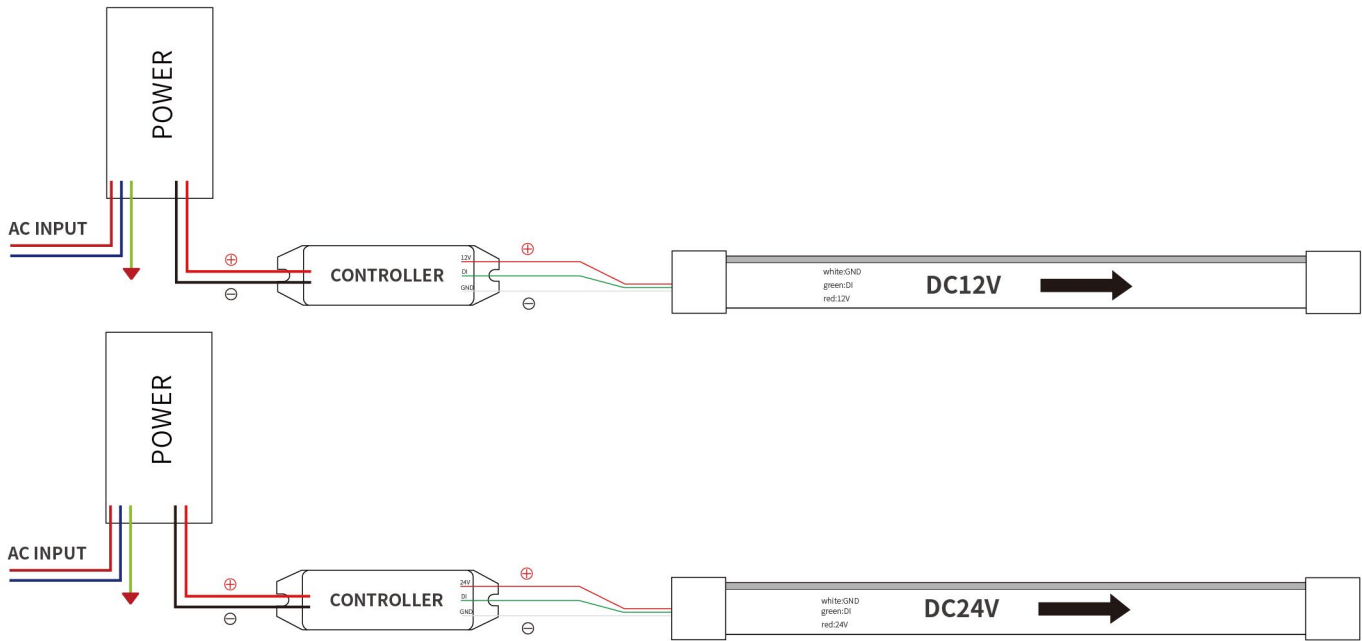 POWER
AC INPUT
CONTROLLER
12V
DI
GND
white:GND
green:DI
red:12V
DC12V
POWER
AC INPUT
CONTROLLER
24V
DI
GND
white:GND
green:DI
red:24V
DC24V